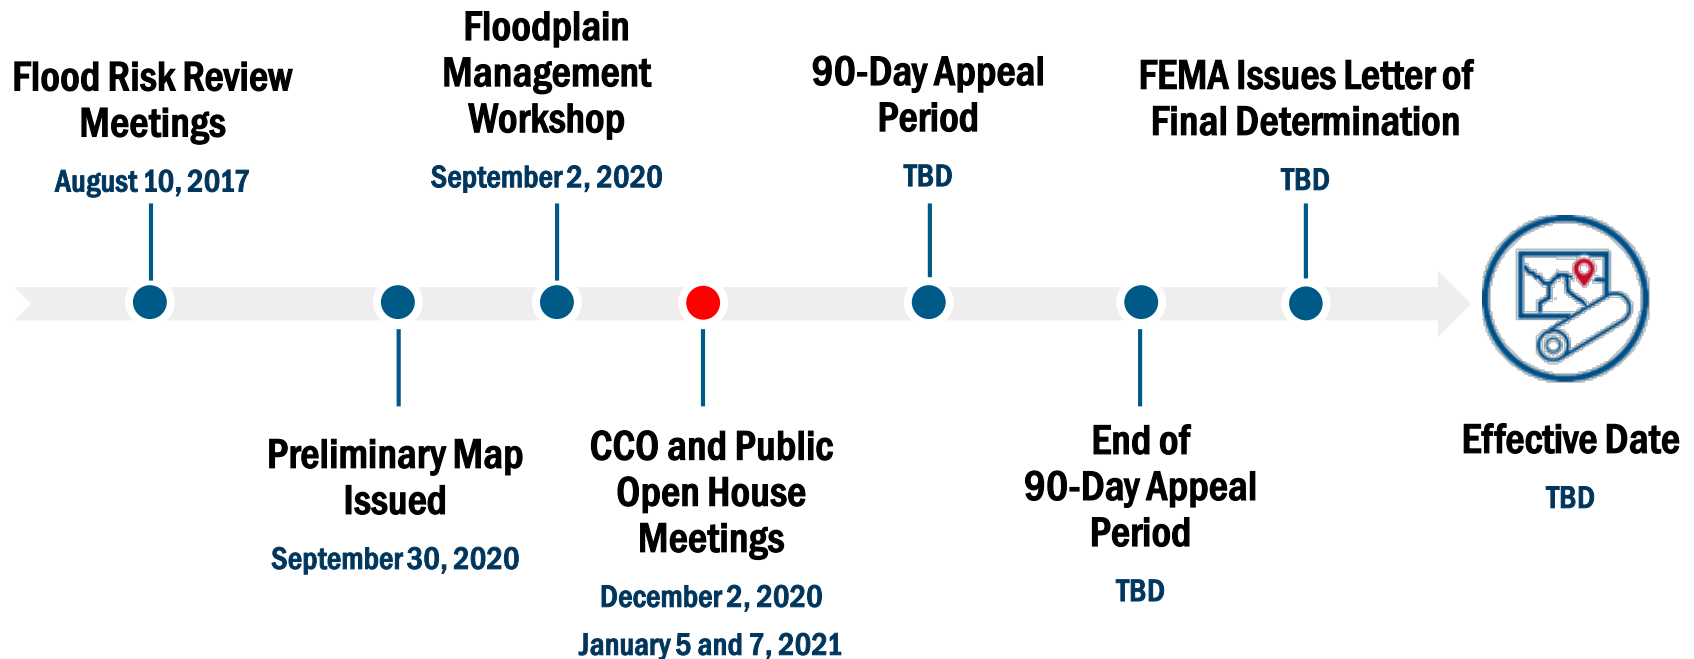 Flood Risk Review
Meetings
August 10, 2017
Preliminary Map
Issued
September 30, 2020
Floodplain
Management
Workshop
September 2, 2020
CCO and Public
Open House
Meetings
December 2, 2020
January 5 and 7, 2021
90-Day Appeal
Period
TBD
End of
90-Day Appeal
Period
TBD
FEMA Issues Letter of
Final Determination
TBD
Effective Date
TBD